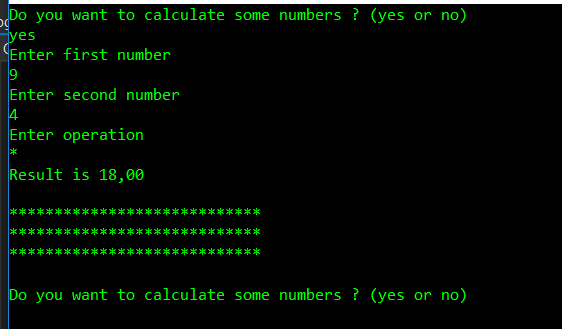 Do you want to calculate some numbers ? (yes or no)
yes
Enter first number
9
Enter second number
4
Enter operation
*
Result is 18,00
****************************
****************************
****************************
Do you want to calculate some numbers ? (yes or no)